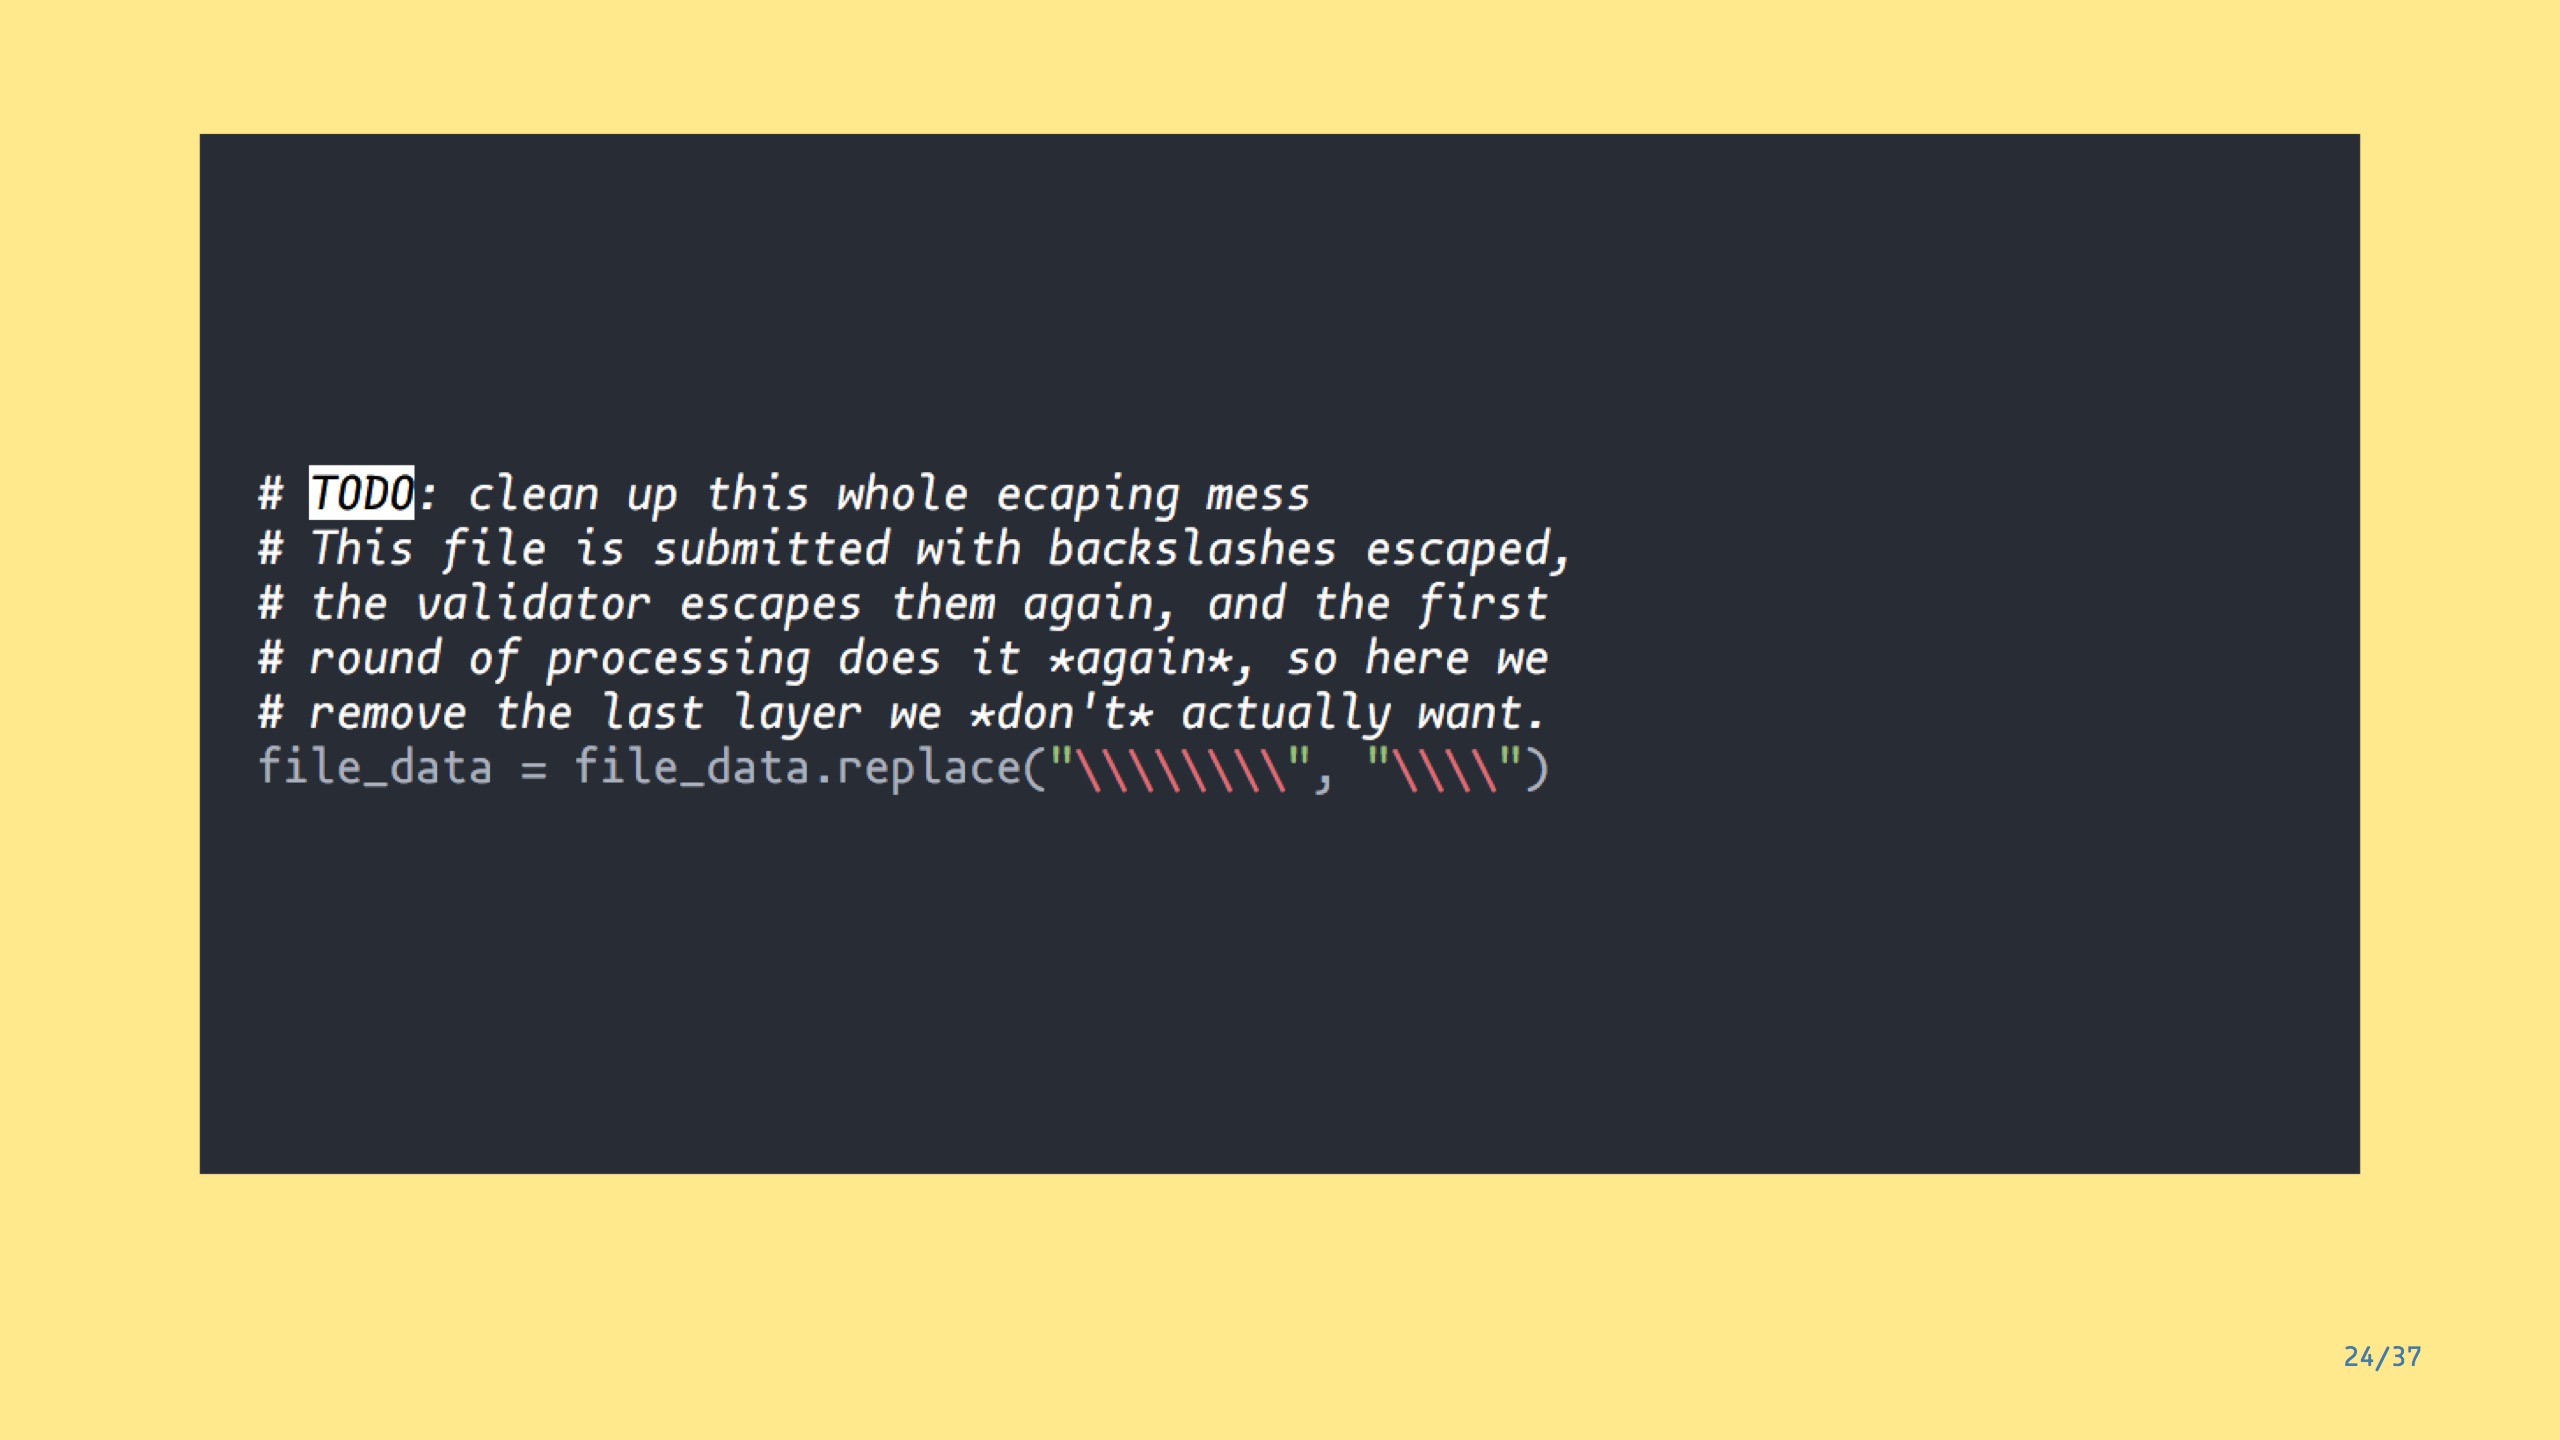 # TODO: clean up this whole ecaping mess
# This file is submitted with backslashes escaped,
# the validator escapes them again, and the first
# round of processing does it *again*, so here we
# remove the last layer we *don't* actually want.
file_data = file_data.replace("\\\\\\\\", "\\\\")
24/37